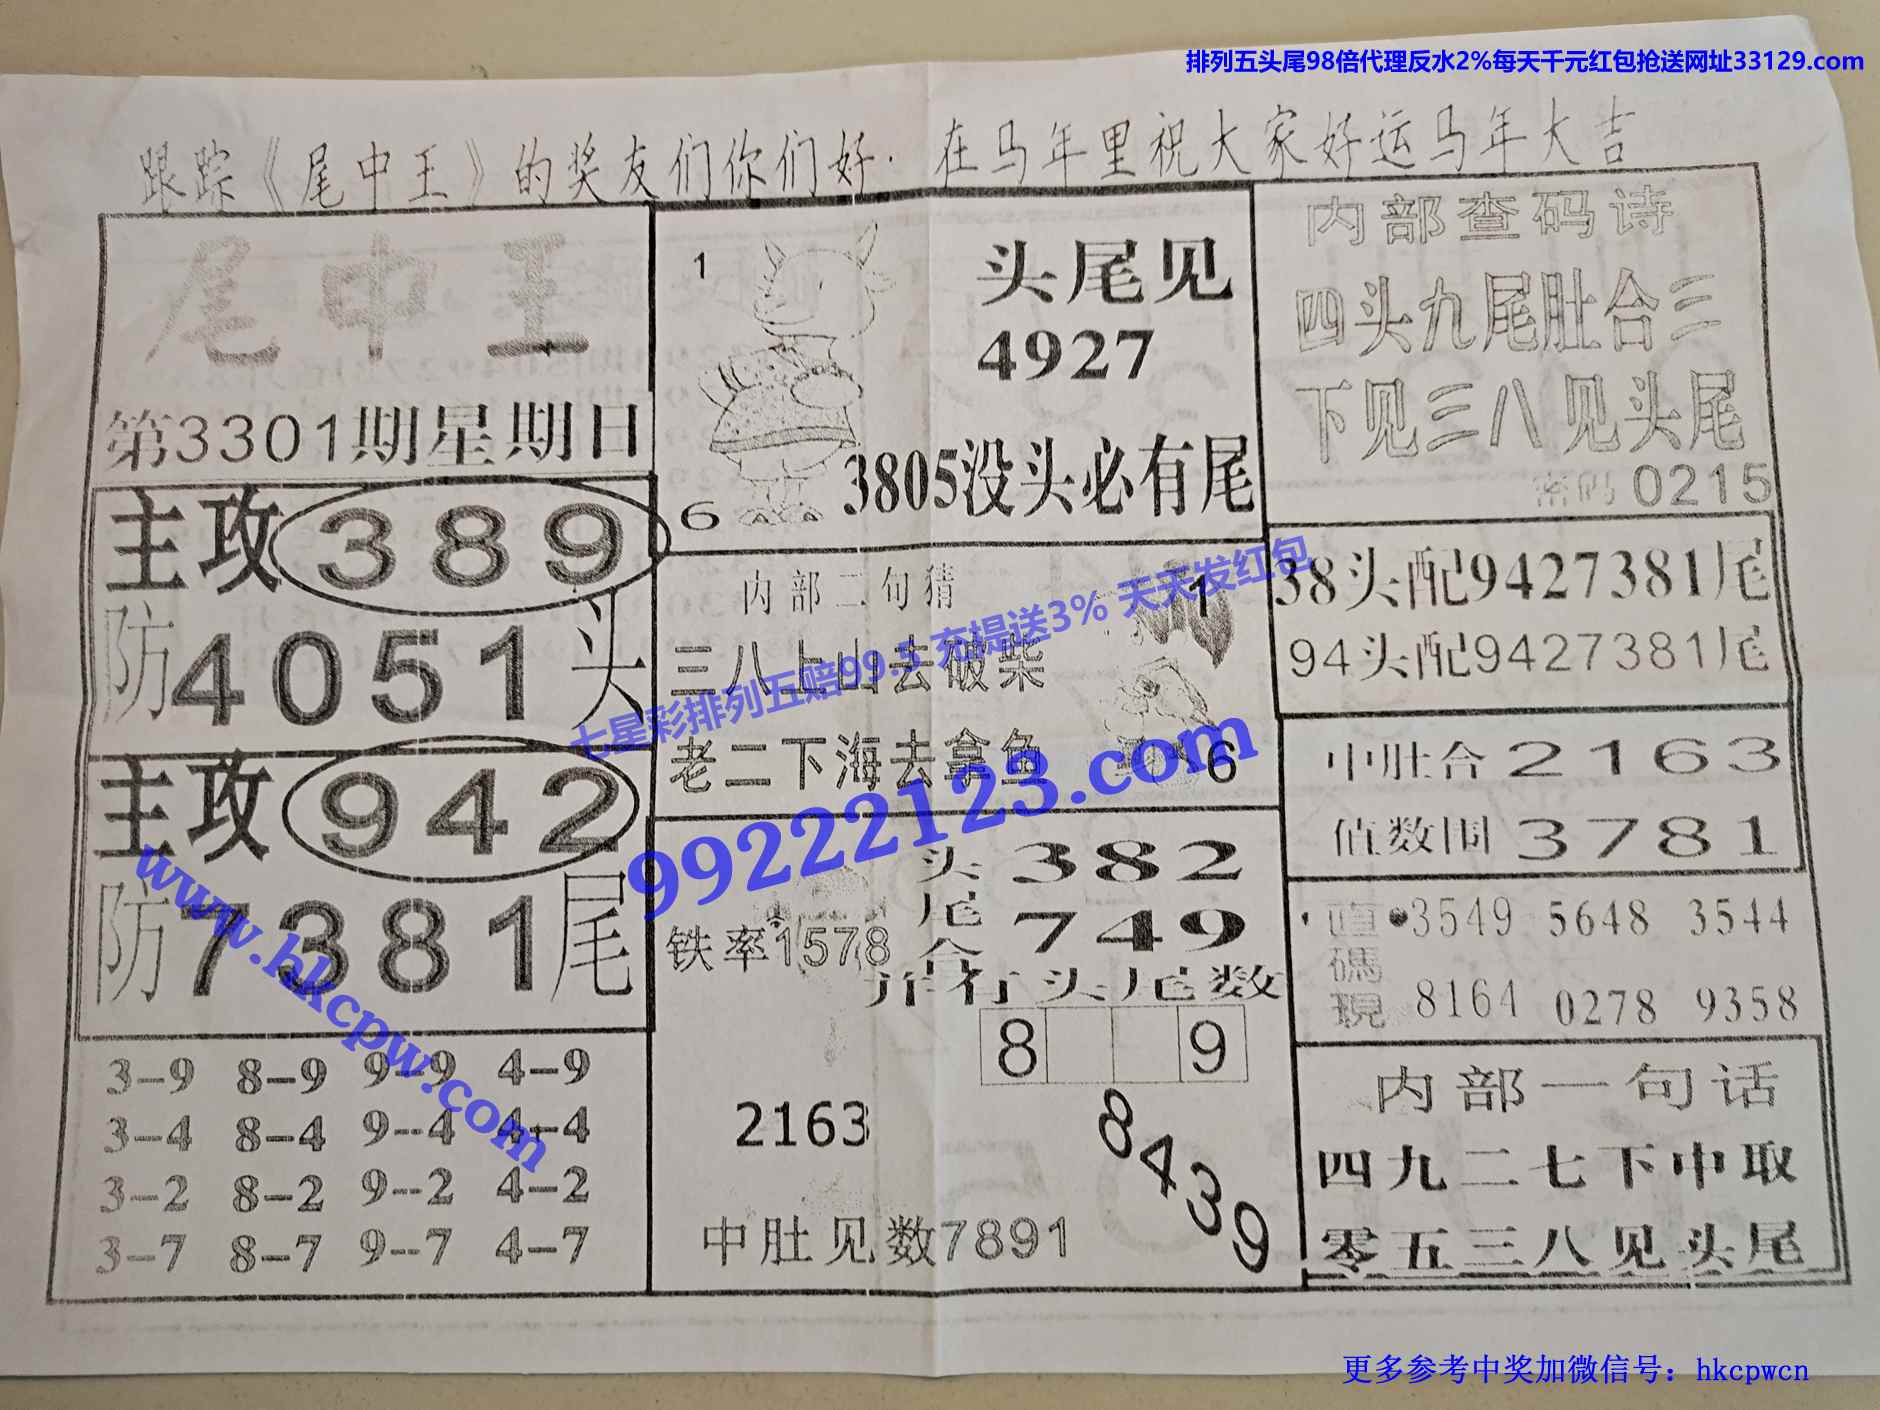 排列五头尾98倍代理反水2%每天千元红包抢送网址33129.com
跟踪《尾中王》的奖友们你们好.在马年里祝大家好运马年大吉
尾中王
第3301期星期日
主攻389
防4051头
主攻942
防7381尾
3-9 8-9 9-9 4-9
3-4 8-4 9-4 4-4
3-2 8-2 9-2 4-2
3-7 8-7 9-7 4-7
1
头尾见
4927
3805没头必有尾
6
内部二句猜
1
三八上山去破柴
老二下海去拿鱼
6
头382
尾749
合
铁率1578
并行头尾数
8 9
2163
8439
中肚见数7891
内部查码诗
四头九尾肚合三
下见三八见头尾
密码0215
38头配9427381尾
94头配9427381尾
中肚合2163
值数围3781
直碼現
3549 5648 3544
8164 0278 9358
内部一句话
四九二七下中取
零五三八见头尾
七星彩排列五赔99.5 充提送3% 天天发红包
99222123.com
www.hkcpw.com
更多参考中奖加微信号：hkcpwcn